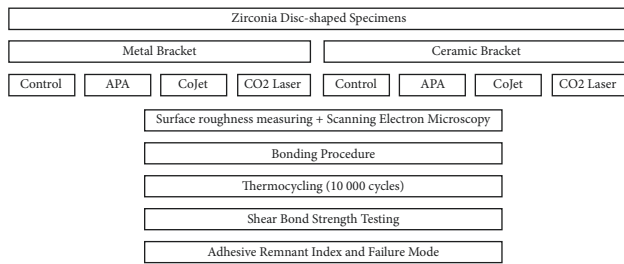 Zirconia Disc-shaped Specimens
Metal Bracket
Ceramic Bracket
Control
APA
CoJet
CO2 Laser
Control
APA
CoJet
CO2 Laser
Surface roughness measuring + Scanning Electron Microscopy
Bonding Procedure
Thermocycling (10 000 cycles)
Shear Bond Strength Testing
Adhesive Remnant Index and Failure Mode